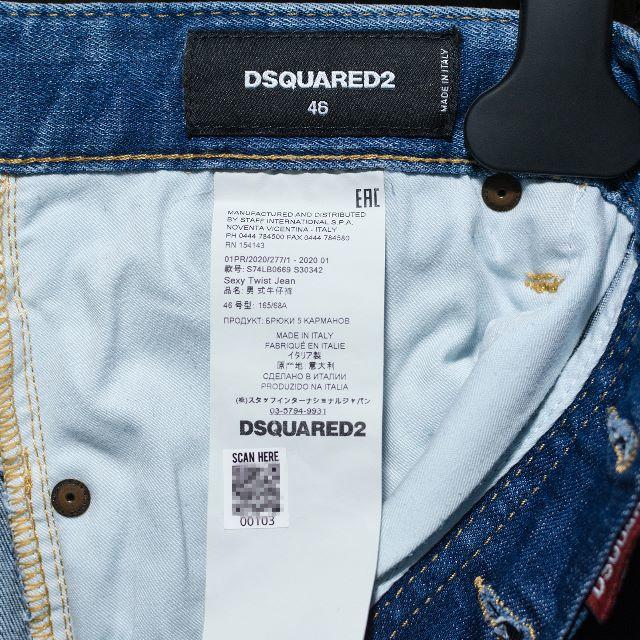 DSQUARED2
46
MADE IN ITALY
EAC
MANUFACTURED AND DISTRIBUTED
BY STAFF INTERNATIONAL S.P.A.
NOVENTA VICENTINA - ITALY
PH 0444 784500 FAX 0444 784580
RN 154143
01PR/2020/277/1 - 2020 01
款号: S74LB0669 S30342
Sexy Twist Jean
品名: 男式牛仔裤
46 号型: 165/68A
ПРОДУКТ: БРЮКИ 5 КАРМАНОВ
MADE IN ITALY
FABRIQUÉ EN ITALIE
イタリア製
原产地: 意大利
СДЕЛАНО В ИТАЛИИ
PRODUZIDO NA ITALIA
(株)スタッフインターナショナルジャパン
03-5794-9931
DSQUARED2
SCAN HERE
00103